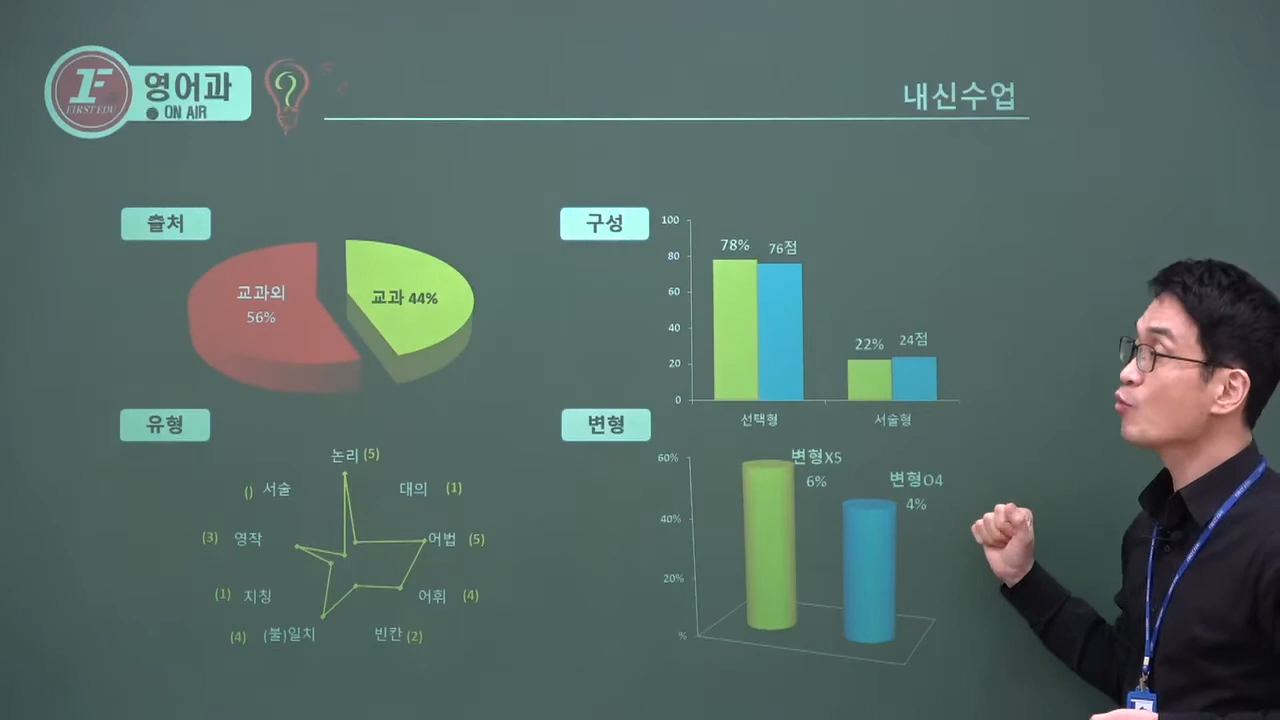 1F
FIRST EDU
영어과
ON AIR
내신수업
출처
교과외
56%
교과 44%
구성
100
80
60
40
20
0
78%
76점
22%
24점
선택형
서술형
유형
논리 (5)
대의 (1)
어법 (5)
어휘 (4)
빈칸 (2)
(4) (불)일치
(1) 지칭
(3) 영작
() 서술
변형
60%
40%
20%
%
변형X5
6%
변형O4
4%